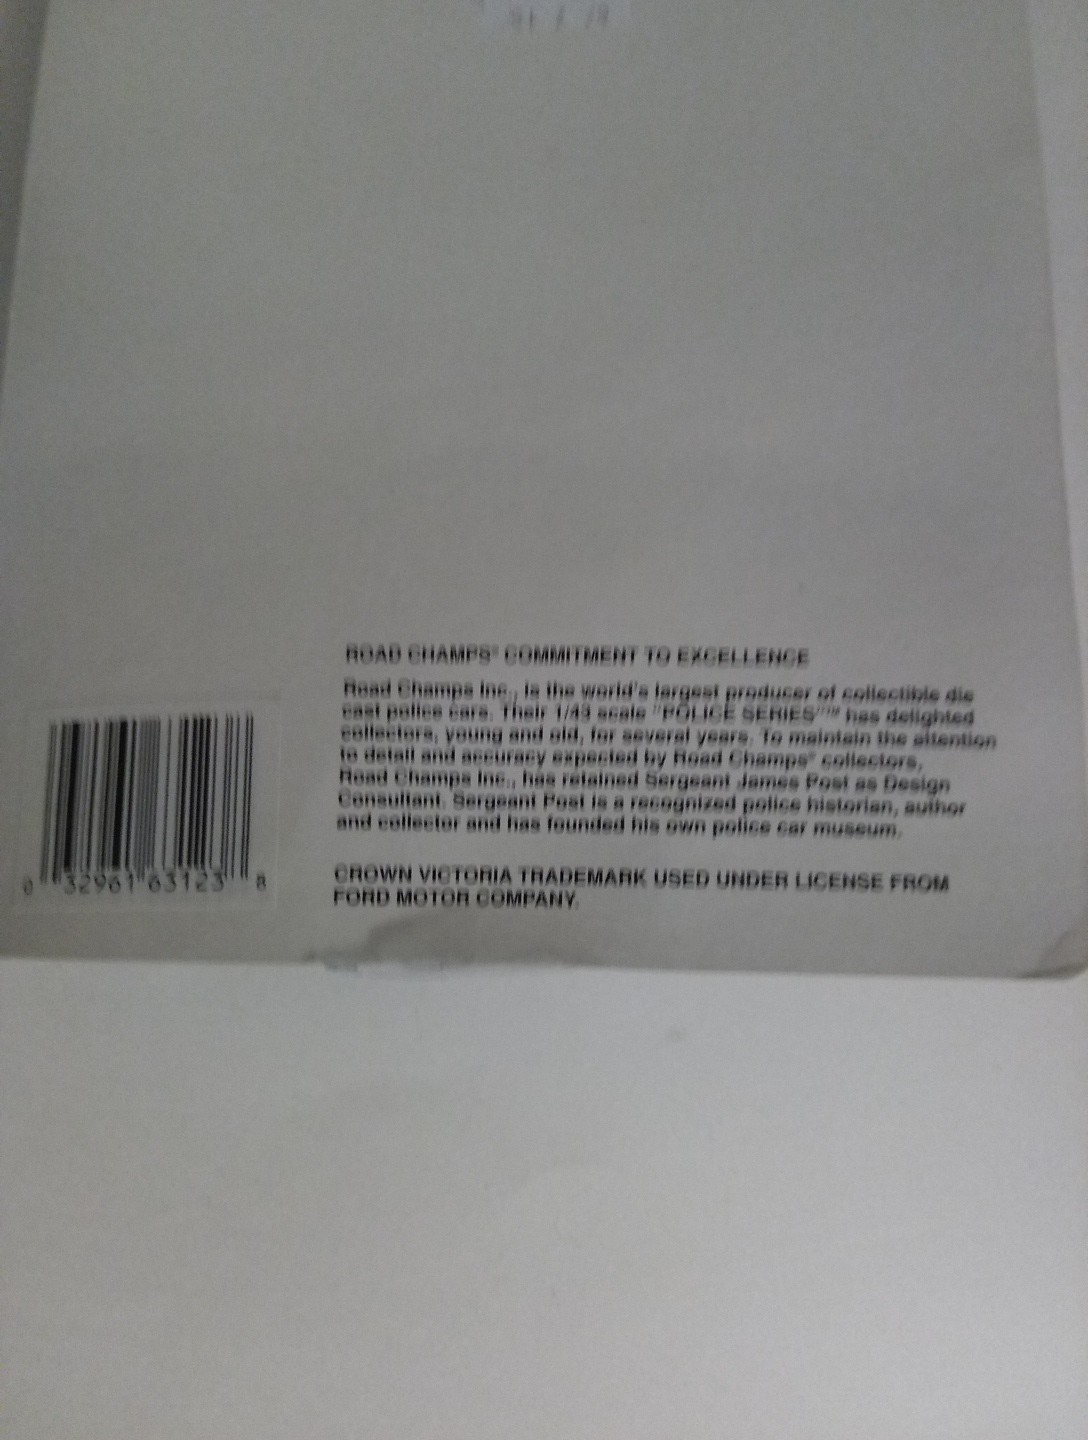 ROAD CHAMPS® COMMITMENT TO EXCELLENCE
Road Champs Inc., is the world's largest producer of collectible die
cast police cars. Their 1/43 scale "POLICE SERIES"™ has delighted
collectors, young and old, for several years. To maintain the attention
to detail and accuracy expected by Road Champs® collectors,
Road Champs Inc., has retained Sergeant James Post as Design
Consultant. Sergeant Post is a recognized police historian, author
and collector and has founded his own police car museum.
CROWN VICTORIA TRADEMARK USED UNDER LICENSE FROM
FORD MOTOR COMPANY.
0 32961 63123 8